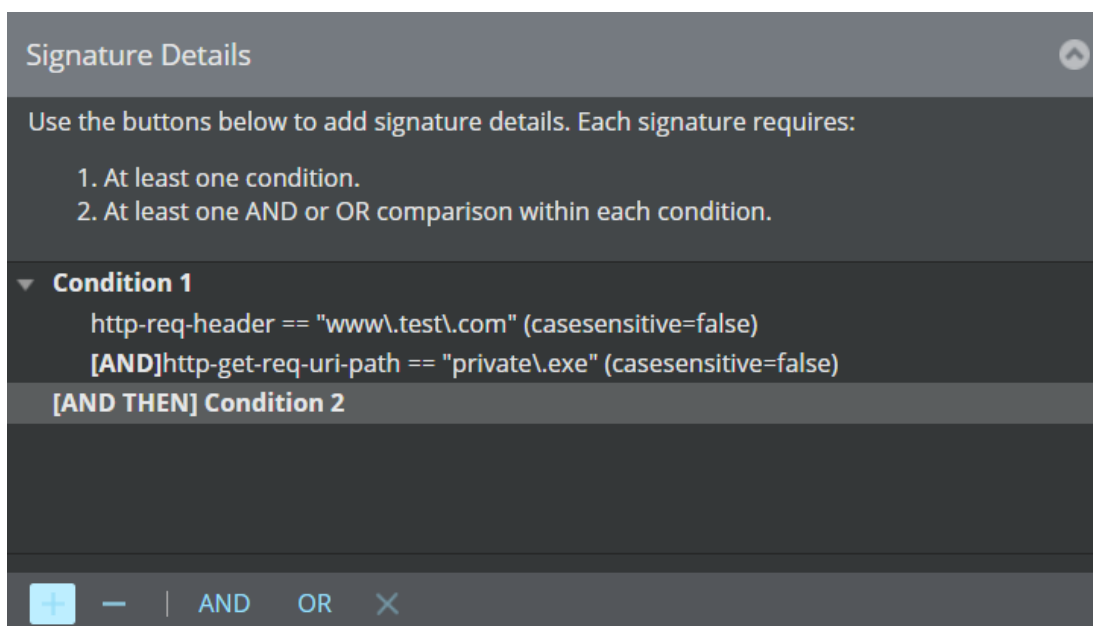 Signature Details
Use the buttons below to add signature details. Each signature requires:
1. At least one condition.
2. At least one AND or OR comparison within each condition.
Condition 1
http-req-header == "www\.test\.com" (casesensitive=false)
[AND]http-get-req-uri-path == "private\.exe" (casesensitive=false)
[AND THEN] Condition 2
+ − | AND OR ×